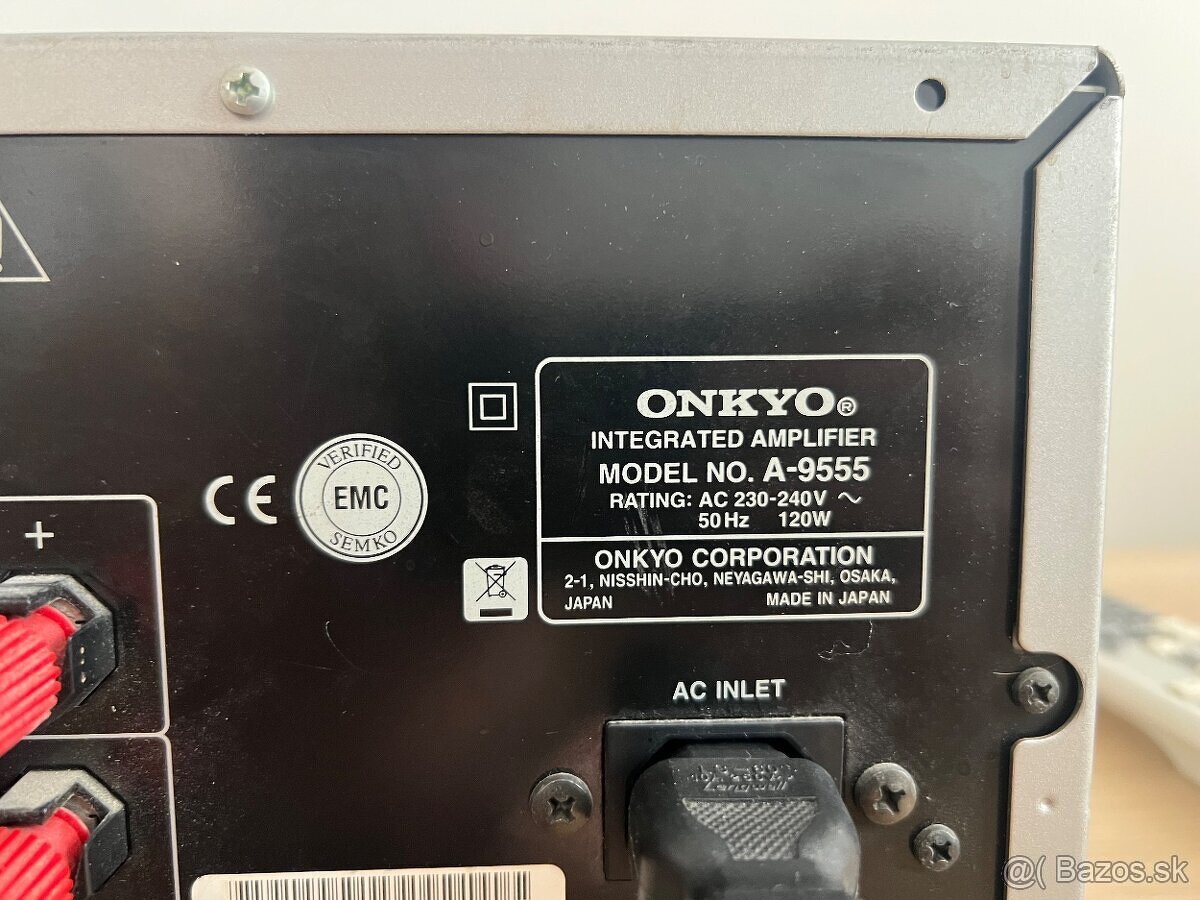 ONKYO®
INTEGRATED AMPLIFIER
MODEL NO. A-9555
RATING: AC 230-240V ~
50Hz 120W
ONKYO CORPORATION
2-1, NISSHIN-CHO, NEYAGAWA-SHI, OSAKA,
JAPAN MADE IN JAPAN
CE
VERIFIED
EMC
SEMKO
+
AC INLET
Longwell
@( Bazos.sk